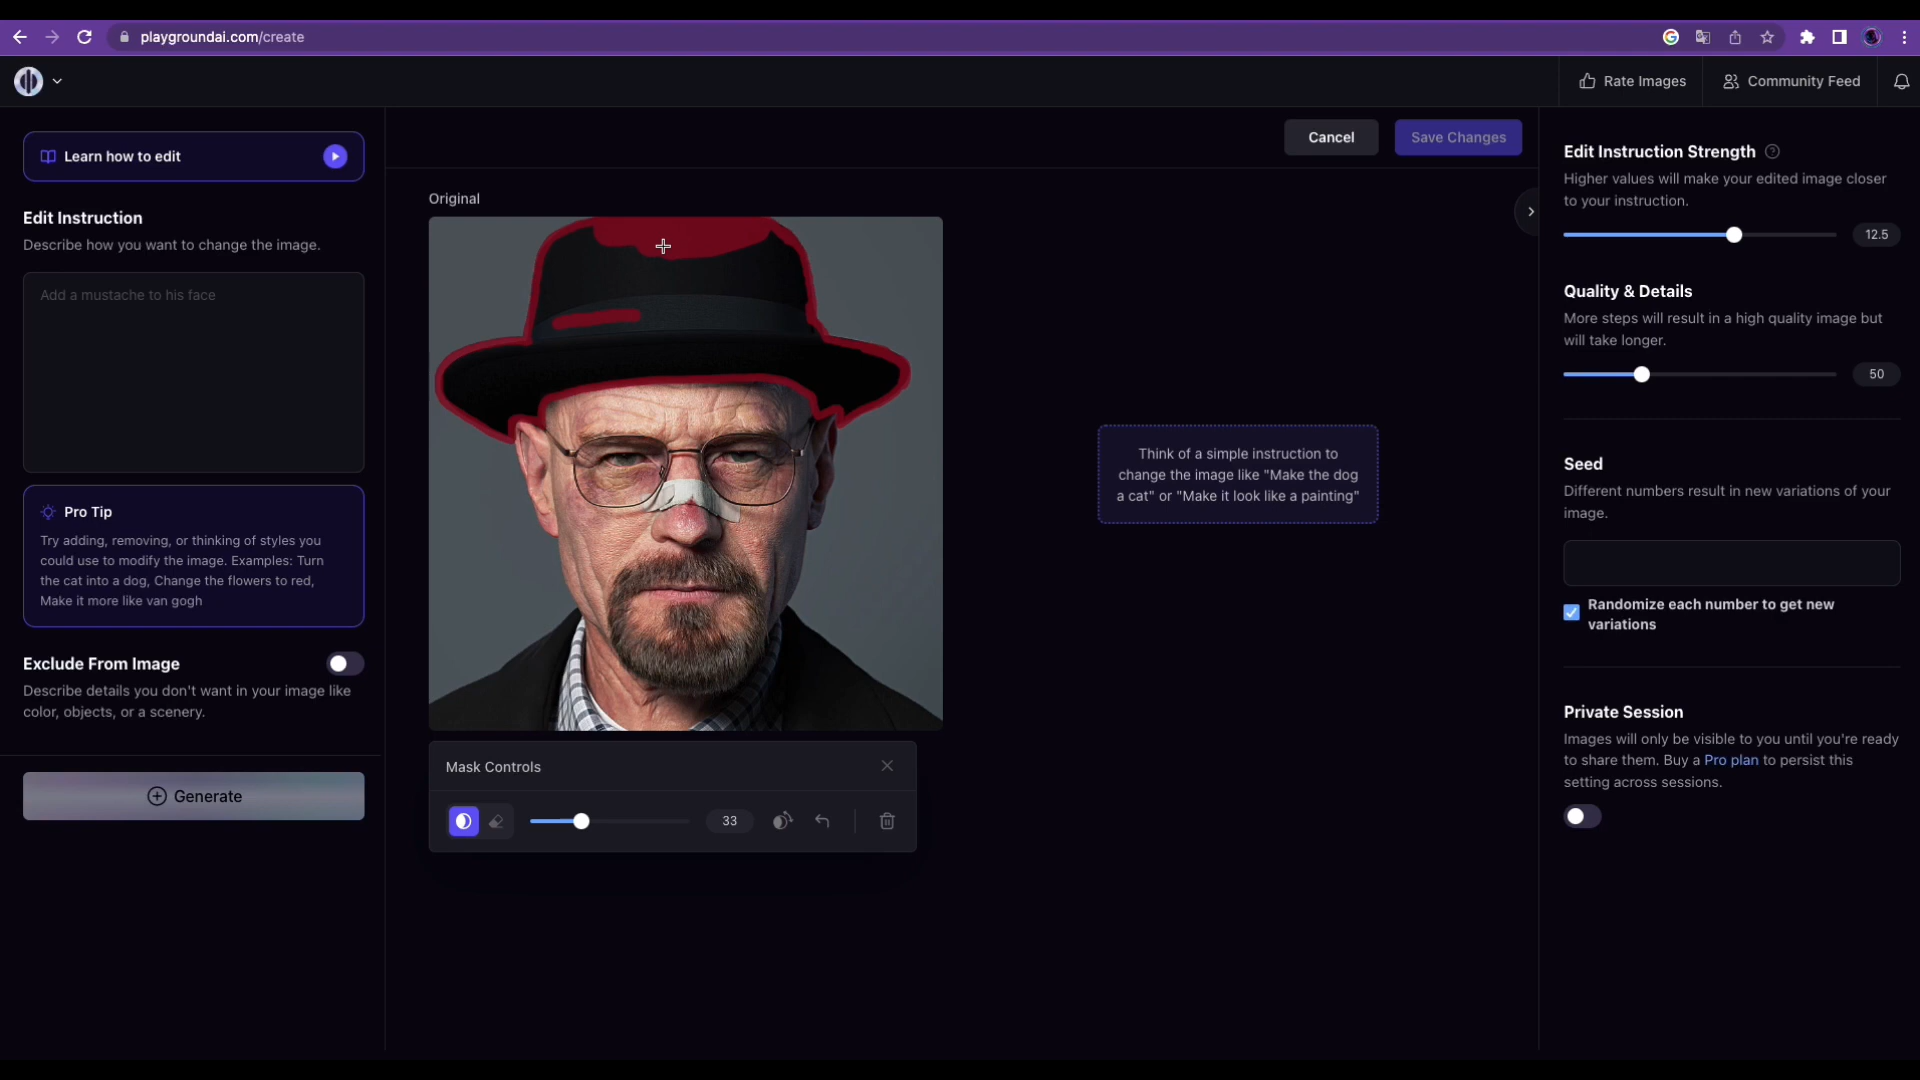 playgroundai.com/create
Rate Images
Community Feed
Learn how to edit
Cancel
Save Changes
Edit Instruction
Describe how you want to change the image.
Add a mustache to his face
Pro Tip
Try adding, removing, or thinking of styles you
could use to modify the image. Examples: Turn
the cat into a dog, Change the flowers to red,
Make it more like van gogh
Exclude From Image
Describe details you don't want in your image like
color, objects, or a scenery.
Generate
Original
Mask Controls
33
Think of a simple instruction to
change the image like "Make the dog
a cat" or "Make it look like a painting"
Edit Instruction Strength
Higher values will make your edited image closer
to your instruction.
12.5
Quality & Details
More steps will result in a high quality image but
will take longer.
50
Seed
Different numbers result in new variations of your
image.
Randomize each number to get new
variations
Private Session
Images will only be visible to you until you're ready
to share them. Buy a Pro plan to persist this
setting across sessions.